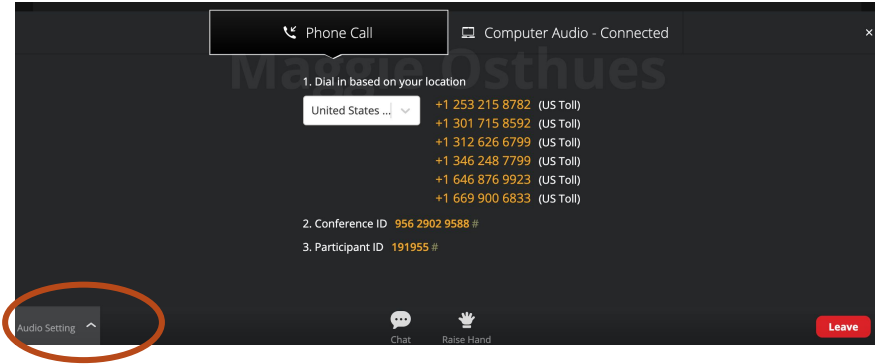 Phone Call
Computer Audio - Connected
×
Maggie Osthues
1. Dial in based on your location
United States ...
+1 253 215 8782 (US Toll)
+1 301 715 8592 (US Toll)
+1 312 626 6799 (US Toll)
+1 346 248 7799 (US Toll)
+1 646 876 9923 (US Toll)
+1 669 900 6833 (US Toll)
2. Conference ID 956 2902 9588 #
3. Participant ID 191955 #
Audio Setting
Chat
Raise Hand
Leave